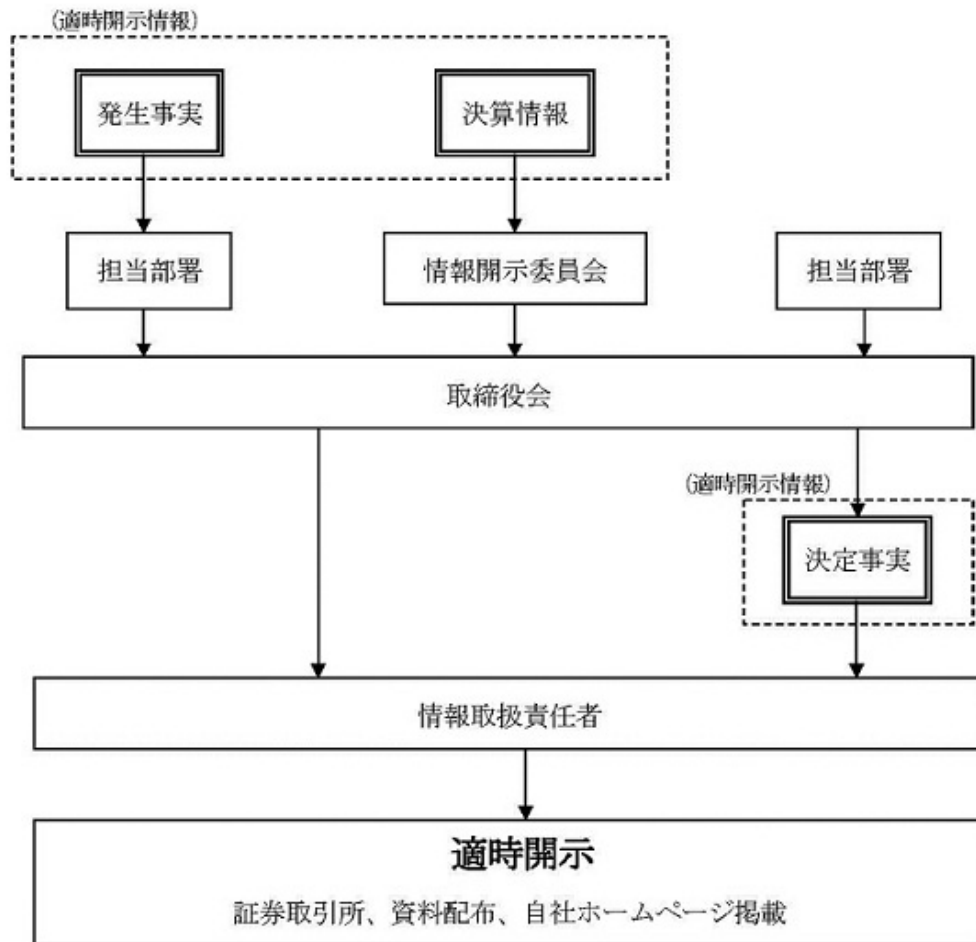 (適時開示情報)
発生事実
決算情報
担当部署
情報開示委員会
担当部署
取締役会
(適時開示情報)
決定事実
情報取扱責任者
適時開示
証券取引所、資料配布、自社ホームページ掲載